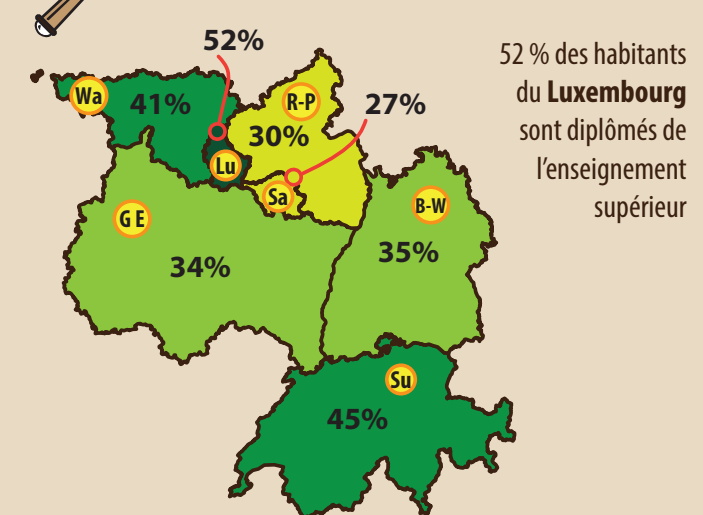 52%
52 % des habitants
du Luxembourg
sont diplômés de
l’enseignement
supérieur
Wa
41%
R-P
27%
30%
Lu
Sa
B-W
G E
35%
34%
Su
45%